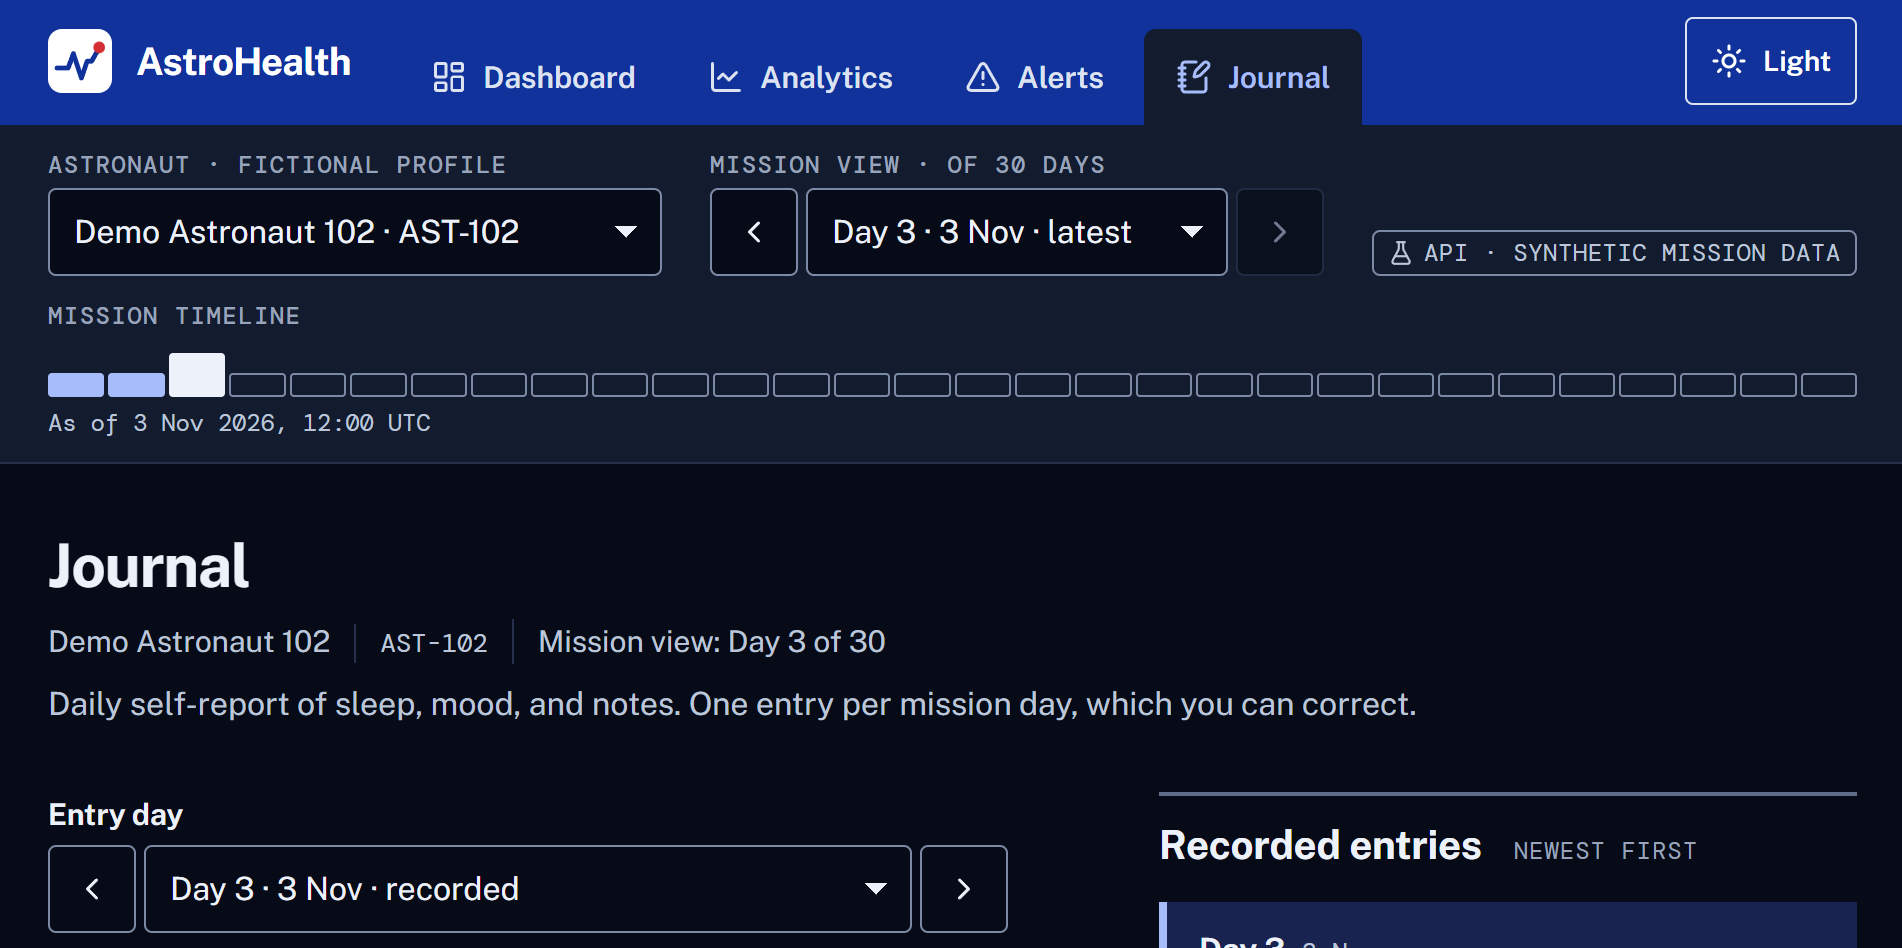 AstroHealth
Dashboard
Analytics
Alerts
Journal
Light
ASTRONAUT · FICTIONAL PROFILE
MISSION VIEW · OF 30 DAYS
Demo Astronaut 102 · AST-102
Day 3 · 3 Nov · latest
API · SYNTHETIC MISSION DATA
MISSION TIMELINE
As of 3 Nov 2026, 12:00 UTC
Journal
Demo Astronaut 102
AST-102
Mission view: Day 3 of 30
Daily self-report of sleep, mood, and notes. One entry per mission day, which you can correct.
Entry day
Day 3 · 3 Nov · recorded
Recorded entries NEWEST FIRST
Day 3